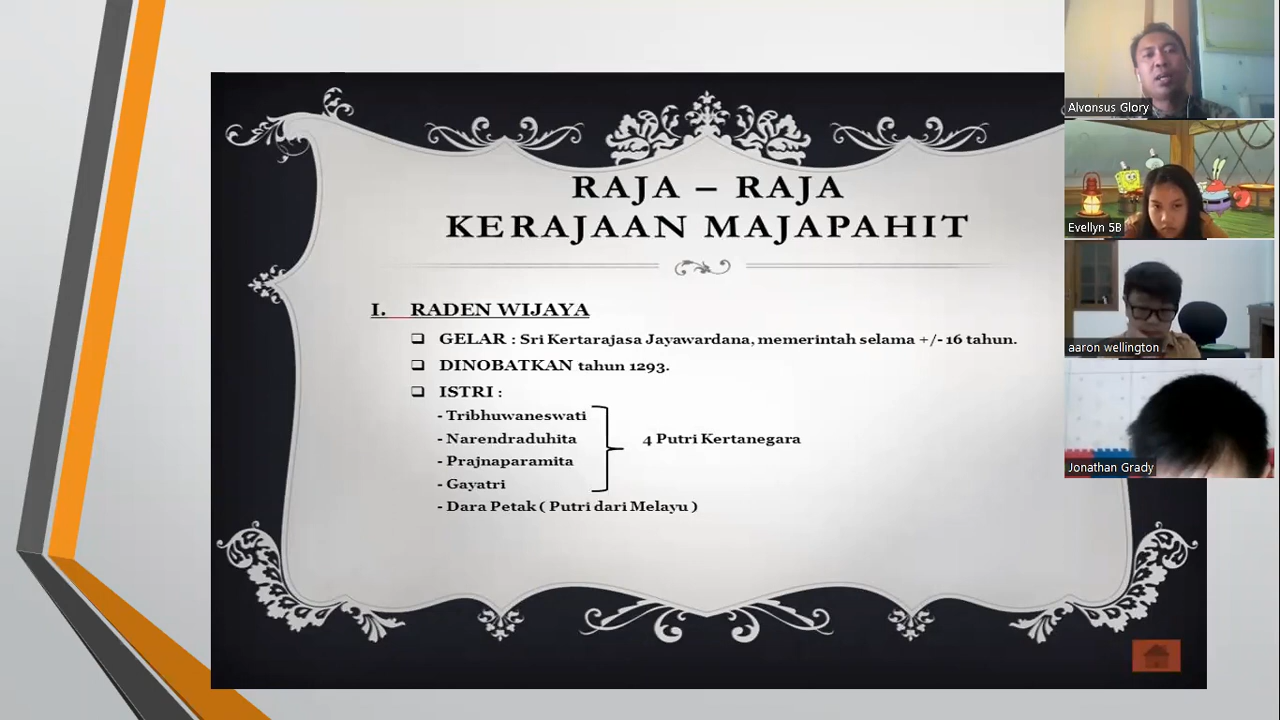 RAJA – RAJA
KERAJAAN MAJAPAHIT
I. RADEN WIJAYA
❑ GELAR : Sri Kertarajasa Jayawardana, memerintah selama +/- 16 tahun.
❑ DINOBATKAN tahun 1293.
❑ ISTRI :
- Tribhuwaneswati
- Narendraduhita
- Prajnaparamita
- Gayatri
4 Putri Kertanegara
- Dara Petak ( Putri dari Melayu )
Alvonsus Glory
Evellyn 5B
aaron wellington
Jonathan Grady